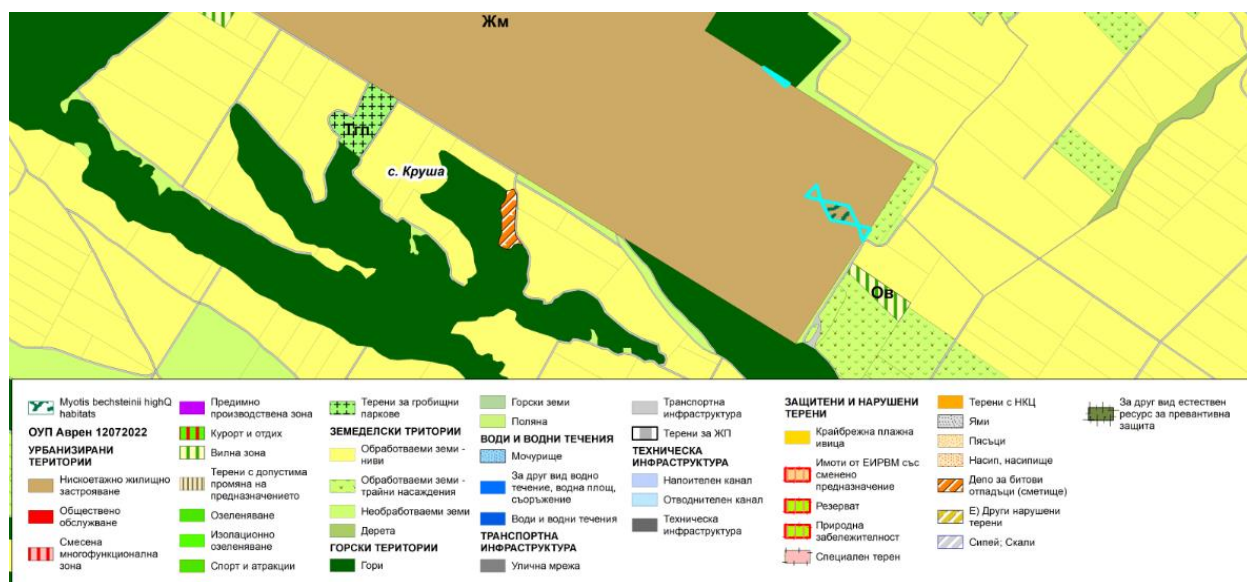 Жм
Тгп
с. Круша
Ов
Myotis bechsteinii highQ
habitats
ОУП Аврен 12072022
УРБАНИЗИРАНИ
ТЕРИТОРИИ
Нискоетажно жилищно
застрояване
Обществено
обслужване
Смесена
многофункционална
зона
Предимно
производствена зона
Курорт и отдих
Вилна зона
Терени с допустима
промяна на
предназначението
Озеленяване
Изолационно
озеленяване
Спорт и атракции
Терени за гробищни
паркове
ЗЕМЕДЕЛСКИ ТРИТОРИИ
Обработваеми земи -
ниви
Обработваеми земи -
трайни насаждения
Необработваеми земи
Дерета
ГОРСКИ ТЕРИТОРИИ
Гори
Горски земи
Поляна
ВОДИ И ВОДНИ ТЕЧЕНИЯ
Мочурище
За друг вид водно
течение, водна площ,
съоръжение
Води и водни течения
ТРАНСПОРТНА
ИНФРАСТРУКТУРА
Улична мрежа
Транспортна
инфраструктура
Терени за ЖП
ТЕХНИЧЕСКА
ИНФРАСТРУКТУРА
Напоителен канал
Отводнителен канал
Техническа
инфраструктура
ЗАЩИТЕНИ И НАРУШЕНИ
ТЕРЕНИ
Крайбрежна плажна
ивица
Имоти от ЕИРВМ със
сменено
предназначение
Резерват
Природна
забележителност
Специален терен
Терени с НКЦ
Ями
Пясъци
Насип, насипище
Депо за битови
отпадъци (сметище)
Е) Други нарушени
терени
Сипей; Скали
За друг вид естествен
ресурс за превантивна
защита